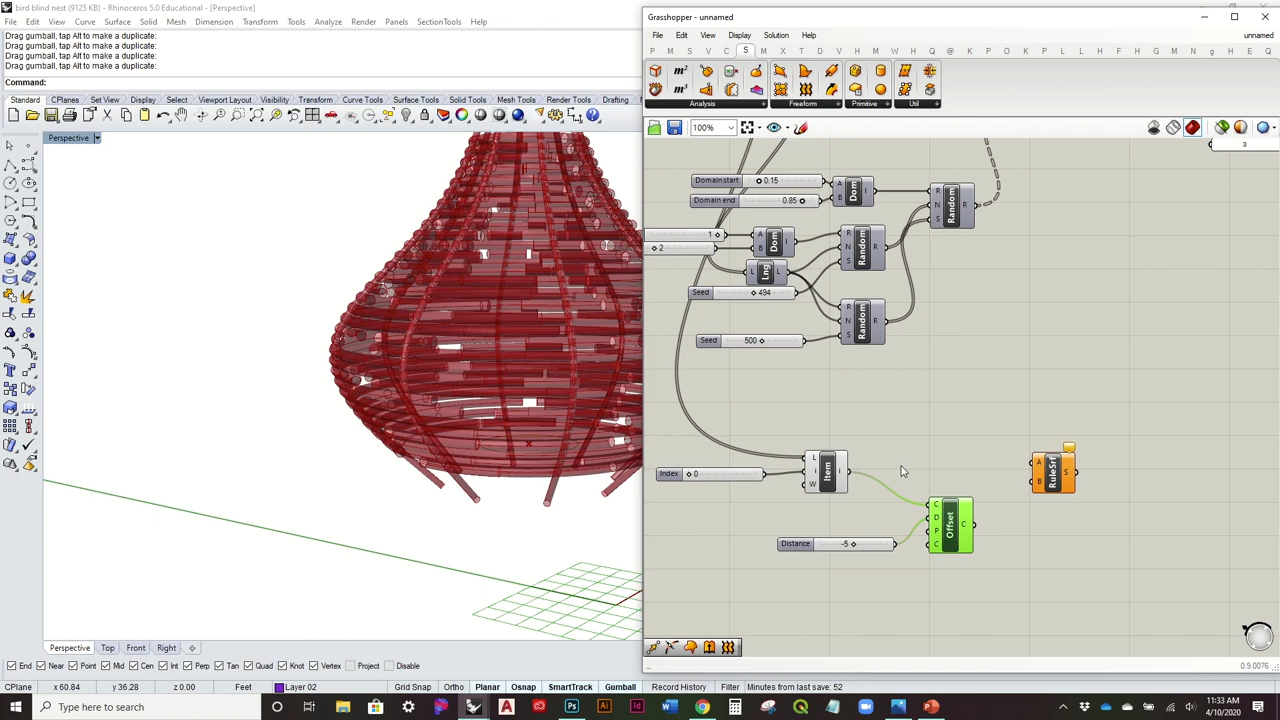 bird blind nest (9125 KB) - Rhinoceros 5.0 Educational - [Perspective]
File Edit View Curve Surface Solid Mesh Dimension Transform Tools Analyze Render Panels SectionTools Help
Drag gumball, tap Alt to make a duplicate:
Drag gumball, tap Alt to make a duplicate:
Drag gumball, tap Alt to make a duplicate:
Drag gumball, tap Alt to make a duplicate:
Command:
Standard CPlanes Set View Display Select Viewport Layout Visibility Transform Curve Tools Surface Tools Solid Tools Mesh Tools Render Tools Drafting
Perspective
Grasshopper - unnamed
File Edit View Display Solution Help
unnamed
P M S V C S M X T D V L M K H M W H L Q @ K P O P L P L M N g H Q
Analysis Freeform Primitive Util
100%
3
Domain start 0.15
Domain end 0.85
A B Dom I
R N S Random R
1
2
A B Dom I
R N S Random R
L Lng L
Seed 494
R N S Random R
Seed 500
Index 0
L i W Item i
A B RuleSrf S
C D P C Offset C
Distance -5
0.9.0076
Perspective Top Front Right
End Near Point Mid Cen Int Perp Tan Quad Knot Vertex Project Disable
CPlane x 60.84 y 36.28 z 0.00 Feet Layer 02 Grid Snap Ortho Planar Osnap SmartTrack Gumball Record History Filter Minutes from last save: 52
Type here to search
11:33 AM
4/10/2020